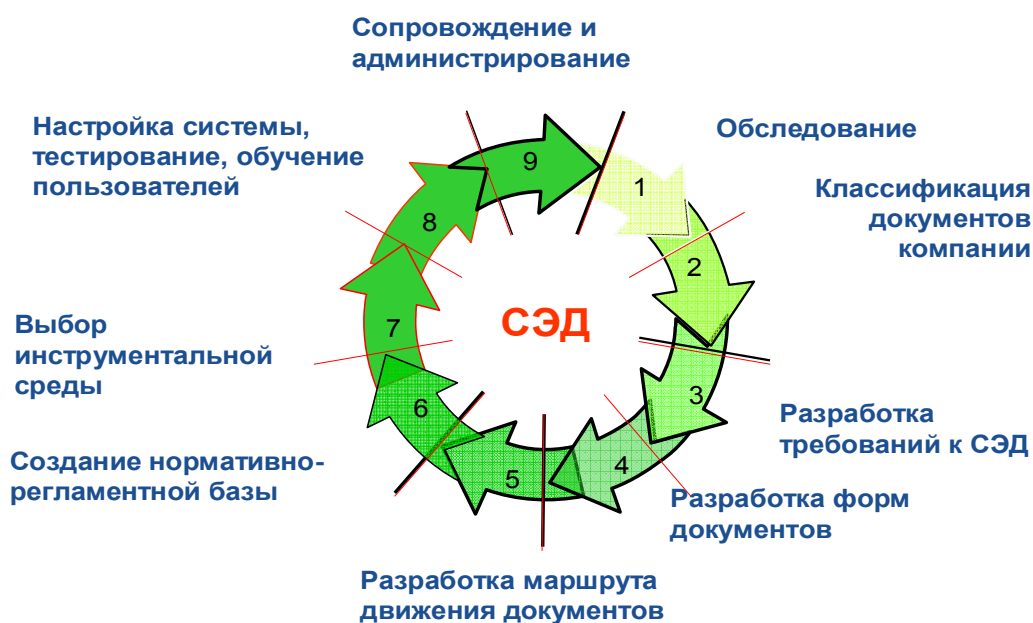 Сопровождение и
администрирование
Обследование
Классификация
документов
компании
Разработка
требований к СЭД
Разработка форм
документов
Разработка маршрута
движения документов
Создание нормативно-
регламентной базы
Выбор
инструментальной
среды
Настройка системы,
тестирование, обучение
пользователей
СЭД
1
2
3
4
5
6
7
8
9